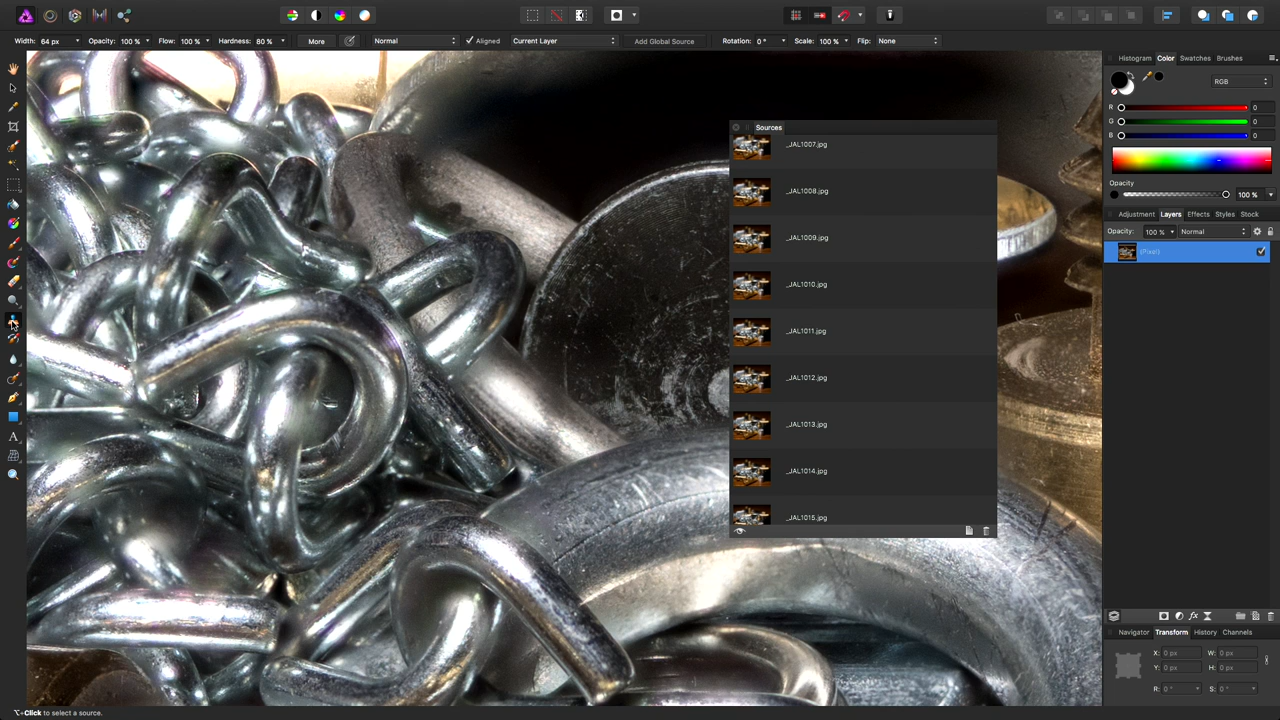 Width: 64 px Opacity: 100 % Flow: 100 % Hardness: 80 % More Normal Aligned Current Layer Add Global Source Rotation: 0 ° Scale: 100 % Flip: None
Histogram Color Swatches Brushes
RGB
R 0
G 0
B 0
Opacity
100 %
Adjustment Layers Effects Styles Stock
Opacity: 100 % Normal
(Pixel)
Sources
_JAL1007.jpg
_JAL1008.jpg
_JAL1009.jpg
_JAL1010.jpg
_JAL1011.jpg
_JAL1012.jpg
_JAL1013.jpg
_JAL1014.jpg
_JAL1015.jpg
Navigator Transform History Channels
X: 0 px W: 0 px
Y: 0 px H: 0 px
R: 0 ° S: 0 °
⌥+Click to select a source.